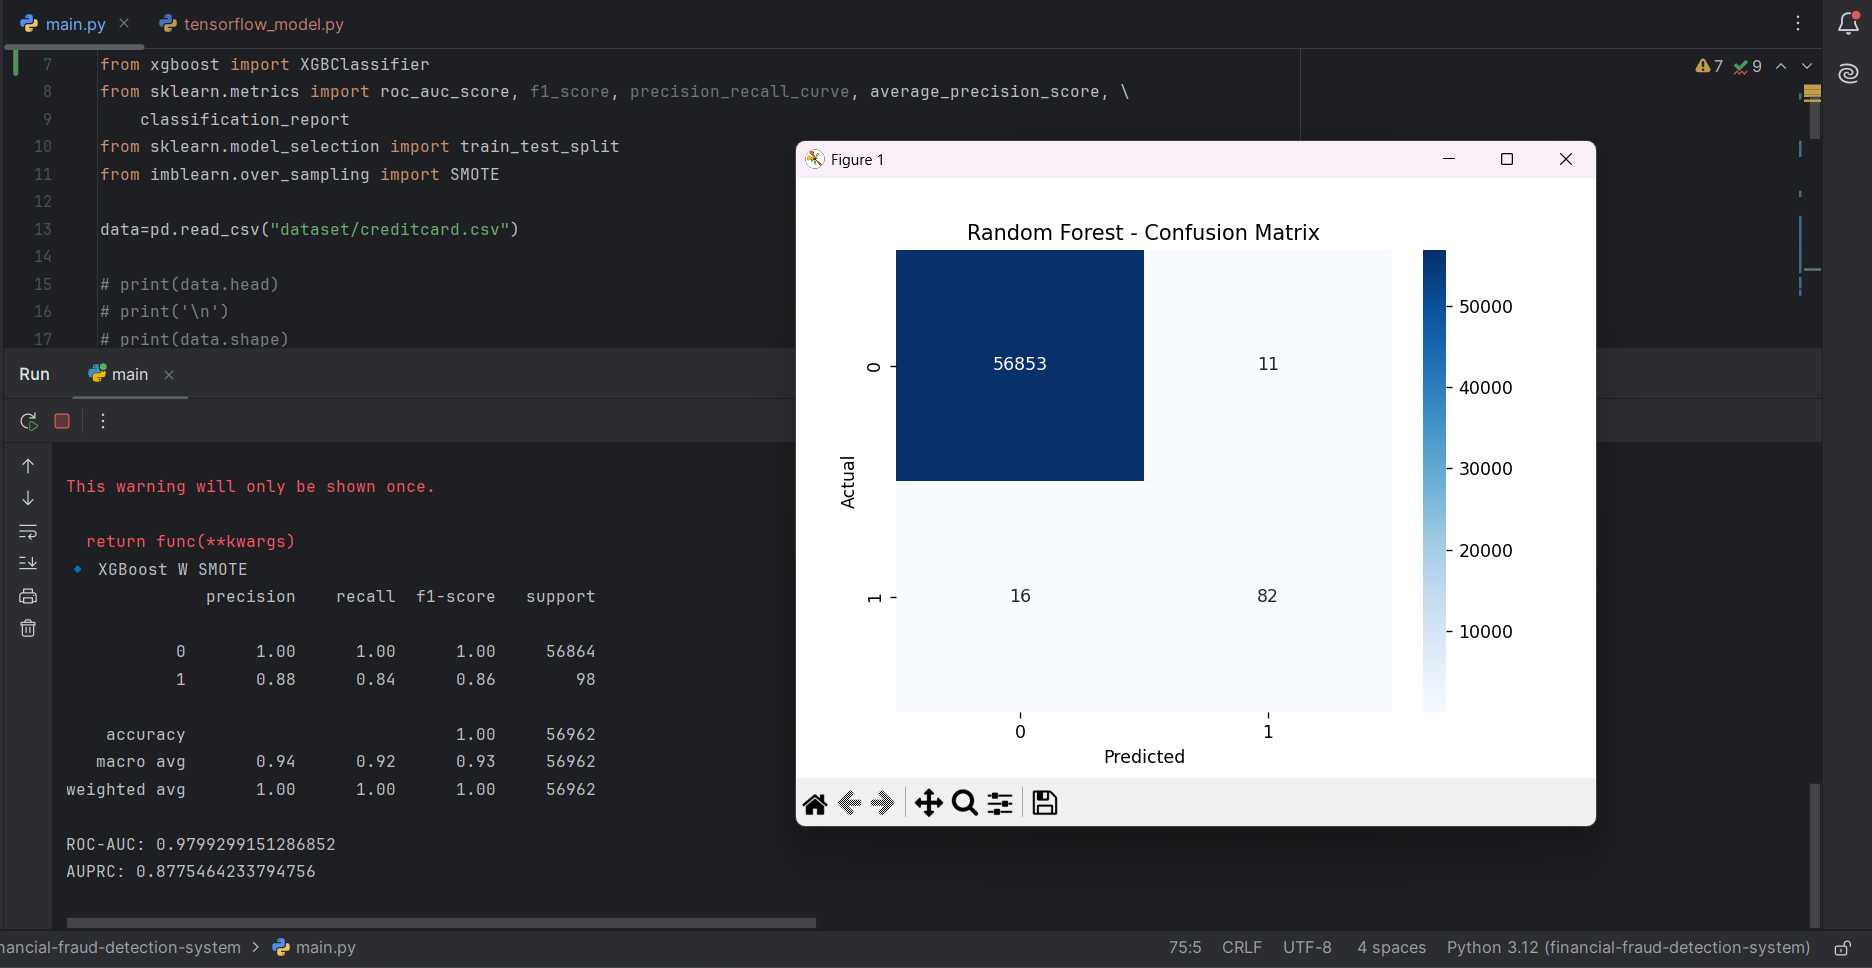 main.py
tensorflow_model.py
7 from xgboost import XGBClassifier
8 from sklearn.metrics import roc_auc_score, f1_score, precision_recall_curve, average_precision_score, \
9 classification_report
10 from sklearn.model_selection import train_test_split
11 from imblearn.over_sampling import SMOTE
12
13 data=pd.read_csv("dataset/creditcard.csv")
14
15 # print(data.head)
16 # print('\n')
17 # print(data.shape)
7 9
Run main
This warning will only be shown once.
return func(**kwargs)
XGBoost W SMOTE
precision recall f1-score support
0 1.00 1.00 1.00 56864
1 0.88 0.84 0.86 98
accuracy 1.00 56962
macro avg 0.94 0.92 0.93 56962
weighted avg 1.00 1.00 1.00 56962
ROC-AUC: 0.9799299151286852
AUPRC: 0.8775464233794756
Figure 1
Random Forest - Confusion Matrix
56853 11
16 82
0
1
Actual
0 1
Predicted
50000
40000
30000
20000
10000
nancial-fraud-detection-system > main.py
75:5 CRLF UTF-8 4 spaces Python 3.12 (financial-fraud-detection-system)